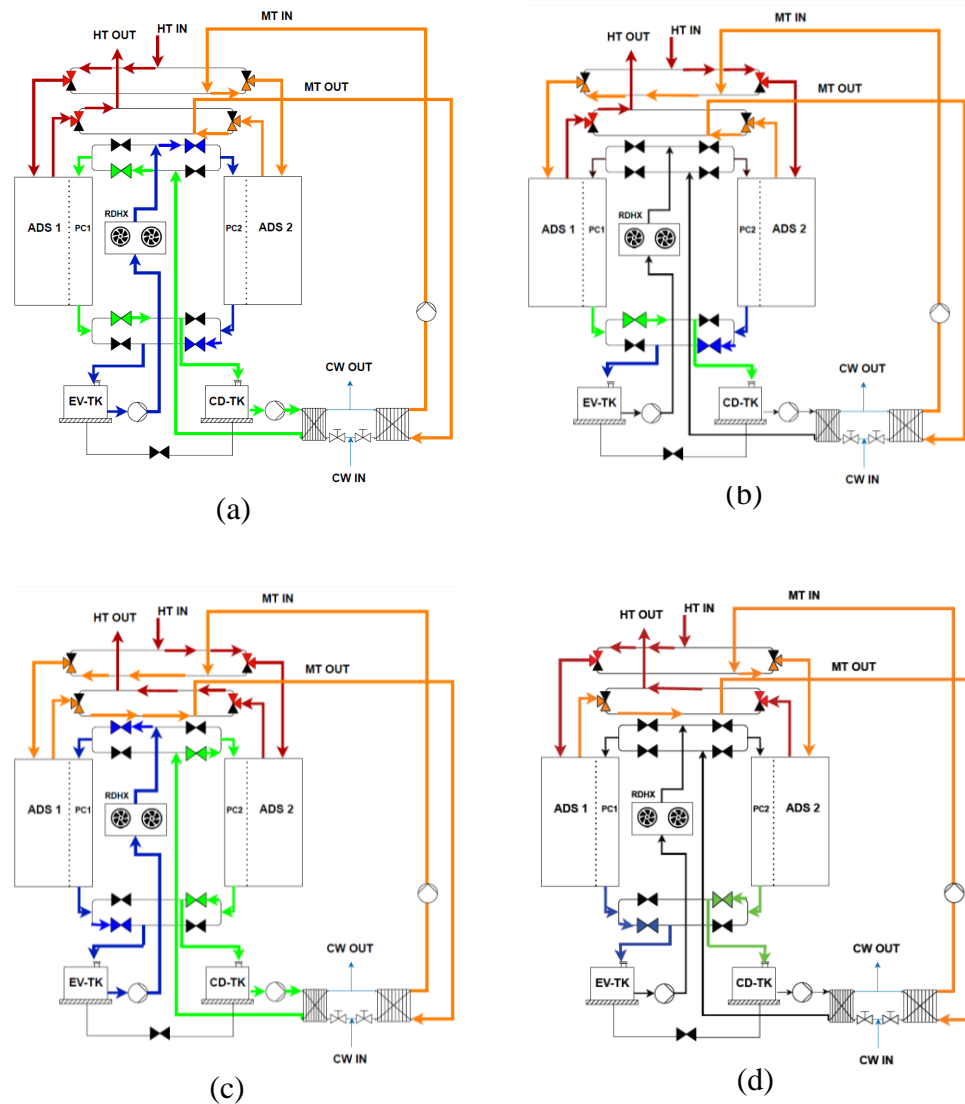 MT IN
HT IN
HT OUT
MT OUT
RDHX
ADS 1
PC1
PC2
ADS 2
CW OUT
EV-TK
CD-TK
CW IN
(a)
MT IN
HT IN
HT OUT
MT OUT
RDHX
ADS 1
PC1
PC2
ADS 2
CW OUT
EV-TK
CD-TK
CW IN
(b)
MT IN
HT IN
HT OUT
MT OUT
RDHX
ADS 1
PC1
PC2
ADS 2
CW OUT
EV-TK
CD-TK
CW IN
(c)
MT IN
HT IN
HT OUT
MT OUT
RDHX
ADS 1
PC1
PC2
ADS 2
CW OUT
EV-TK
CD-TK
CW IN
(d)